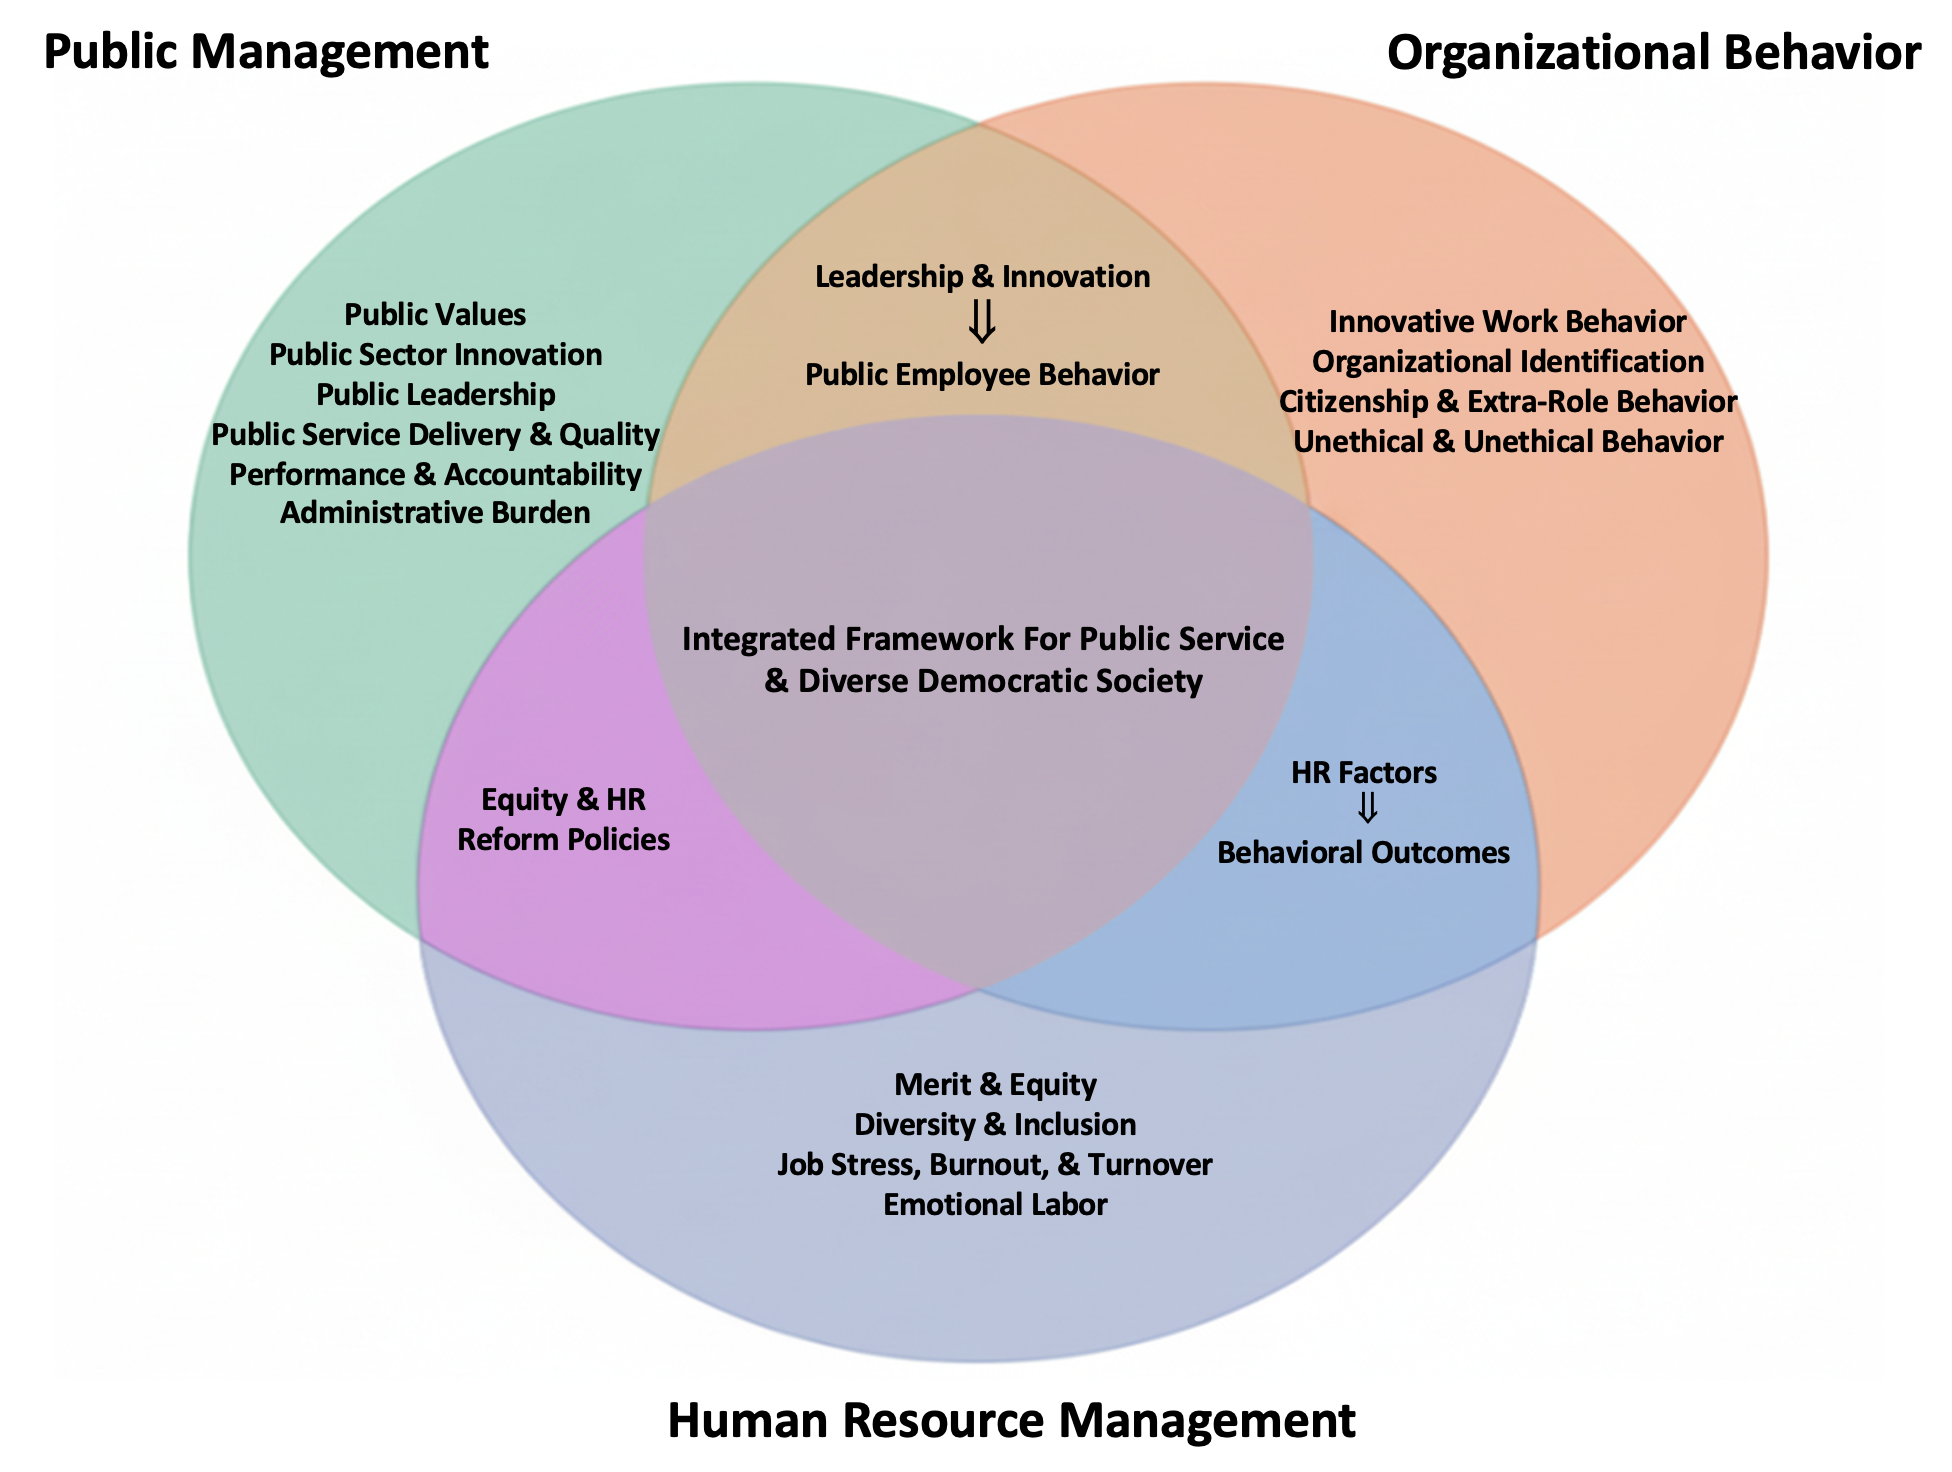 Public Management
Organizational Behavior
Public Values
Public Sector Innovation
Public Leadership
Public Service Delivery & Quality
Performance & Accountability
Administrative Burden
Leadership & Innovation
⇓
Public Employee Behavior
Innovative Work Behavior
Organizational Identification
Citizenship & Extra-Role Behavior
Unethical & Unethical Behavior
Integrated Framework For Public Service
& Diverse Democratic Society
Equity & HR
Reform Policies
HR Factors
⇓
Behavioral Outcomes
Merit & Equity
Diversity & Inclusion
Job Stress, Burnout, & Turnover
Emotional Labor
Human Resource Management